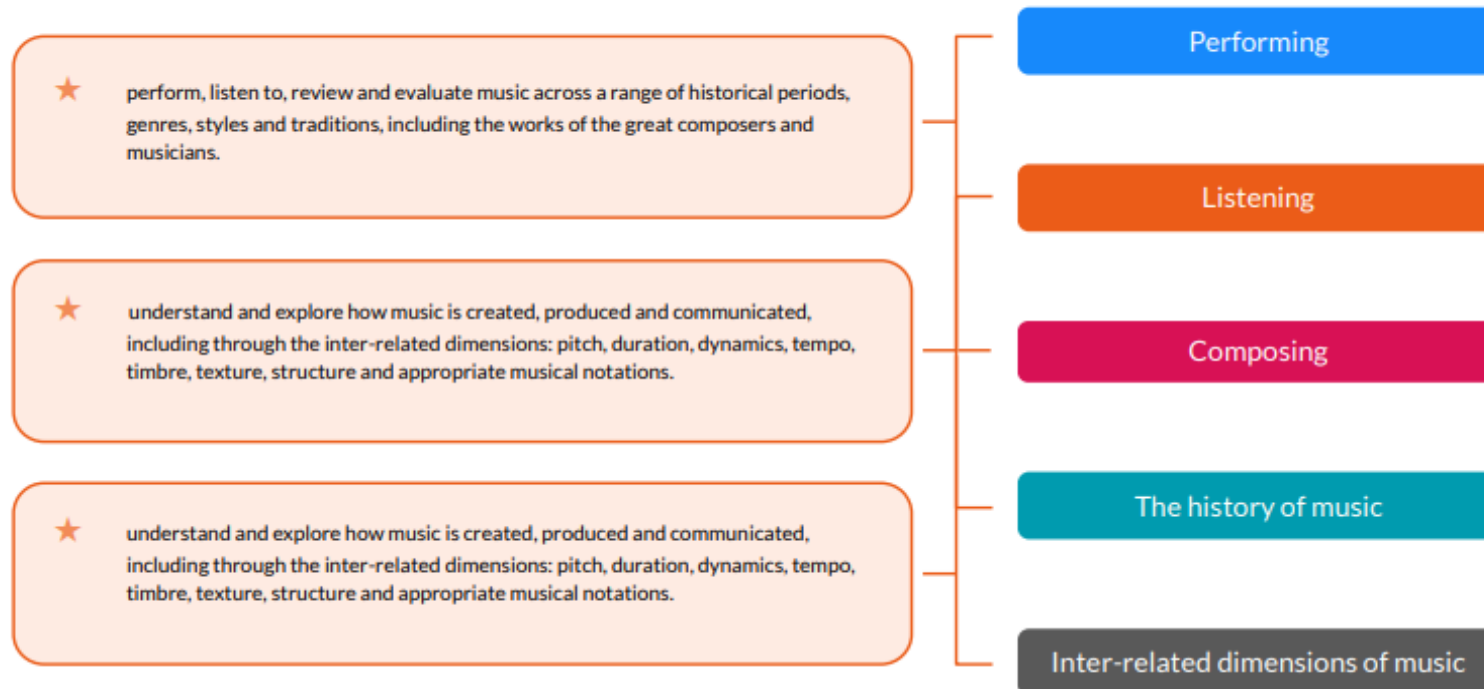 perform, listen to, review and evaluate music across a range of historical periods,
genres, styles and traditions, including the works of the great composers and
musicians.
understand and explore how music is created, produced and communicated,
including through the inter-related dimensions: pitch, duration, dynamics, tempo,
timbre, texture, structure and appropriate musical notations.
understand and explore how music is created, produced and communicated,
including through the inter-related dimensions: pitch, duration, dynamics, tempo,
timbre, texture, structure and appropriate musical notations.
Performing
Listening
Composing
The history of music
Inter-related dimensions of music